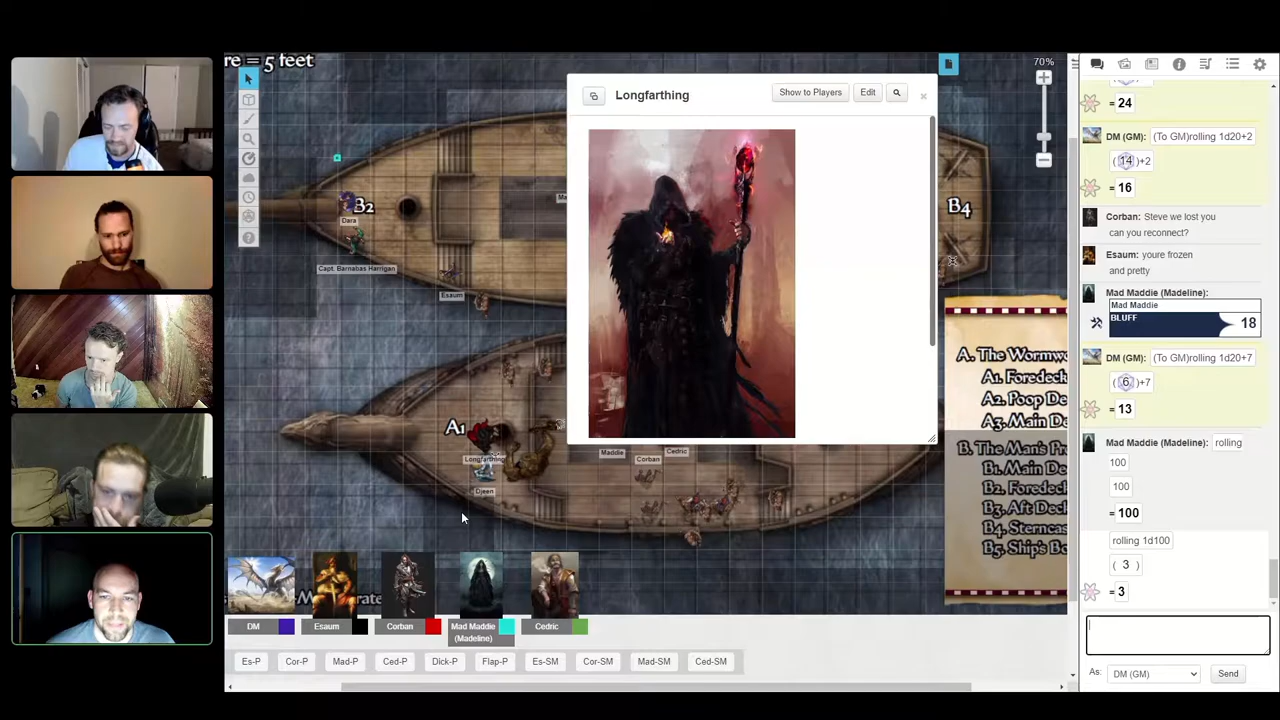 re = 5 feet
B2
Dara
Capt. Barnabas Harrigan
Esaum
B4
A1
Longfarthing
Djeen
Maddie
Corban
Cedric
Longfarthing
Show to Players
Edit
×
70%
A. The Wormw
A1. Foredeck
A2. Poop De
A3. Main De
B. The Man's Pr
B1. Main De
B2. Foredeck
B3. Aft Deck
B4. Sterncas
B5. Ship's Bo
DM
Esaum
Corban
Mad Maddie
(Madeline)
Cedric
Es-P
Cor-P
Mad-P
Ced-P
Dick-P
Flap-P
Es-SM
Cor-SM
Mad-SM
Ced-SM
= 24
DM (GM): (To GM)rolling 1d20+2
(14)+2
= 16
Corban: Steve we lost you
can you reconnect?
Esaum: youre frozen
and pretty
Mad Maddie (Madeline):
Mad Maddie
BLUFF 18
DM (GM): (To GM)rolling 1d20+7
(6)+7
= 13
Mad Maddie (Madeline): rolling
100
100
= 100
rolling 1d100
( 3 )
= 3
As: DM (GM) Send